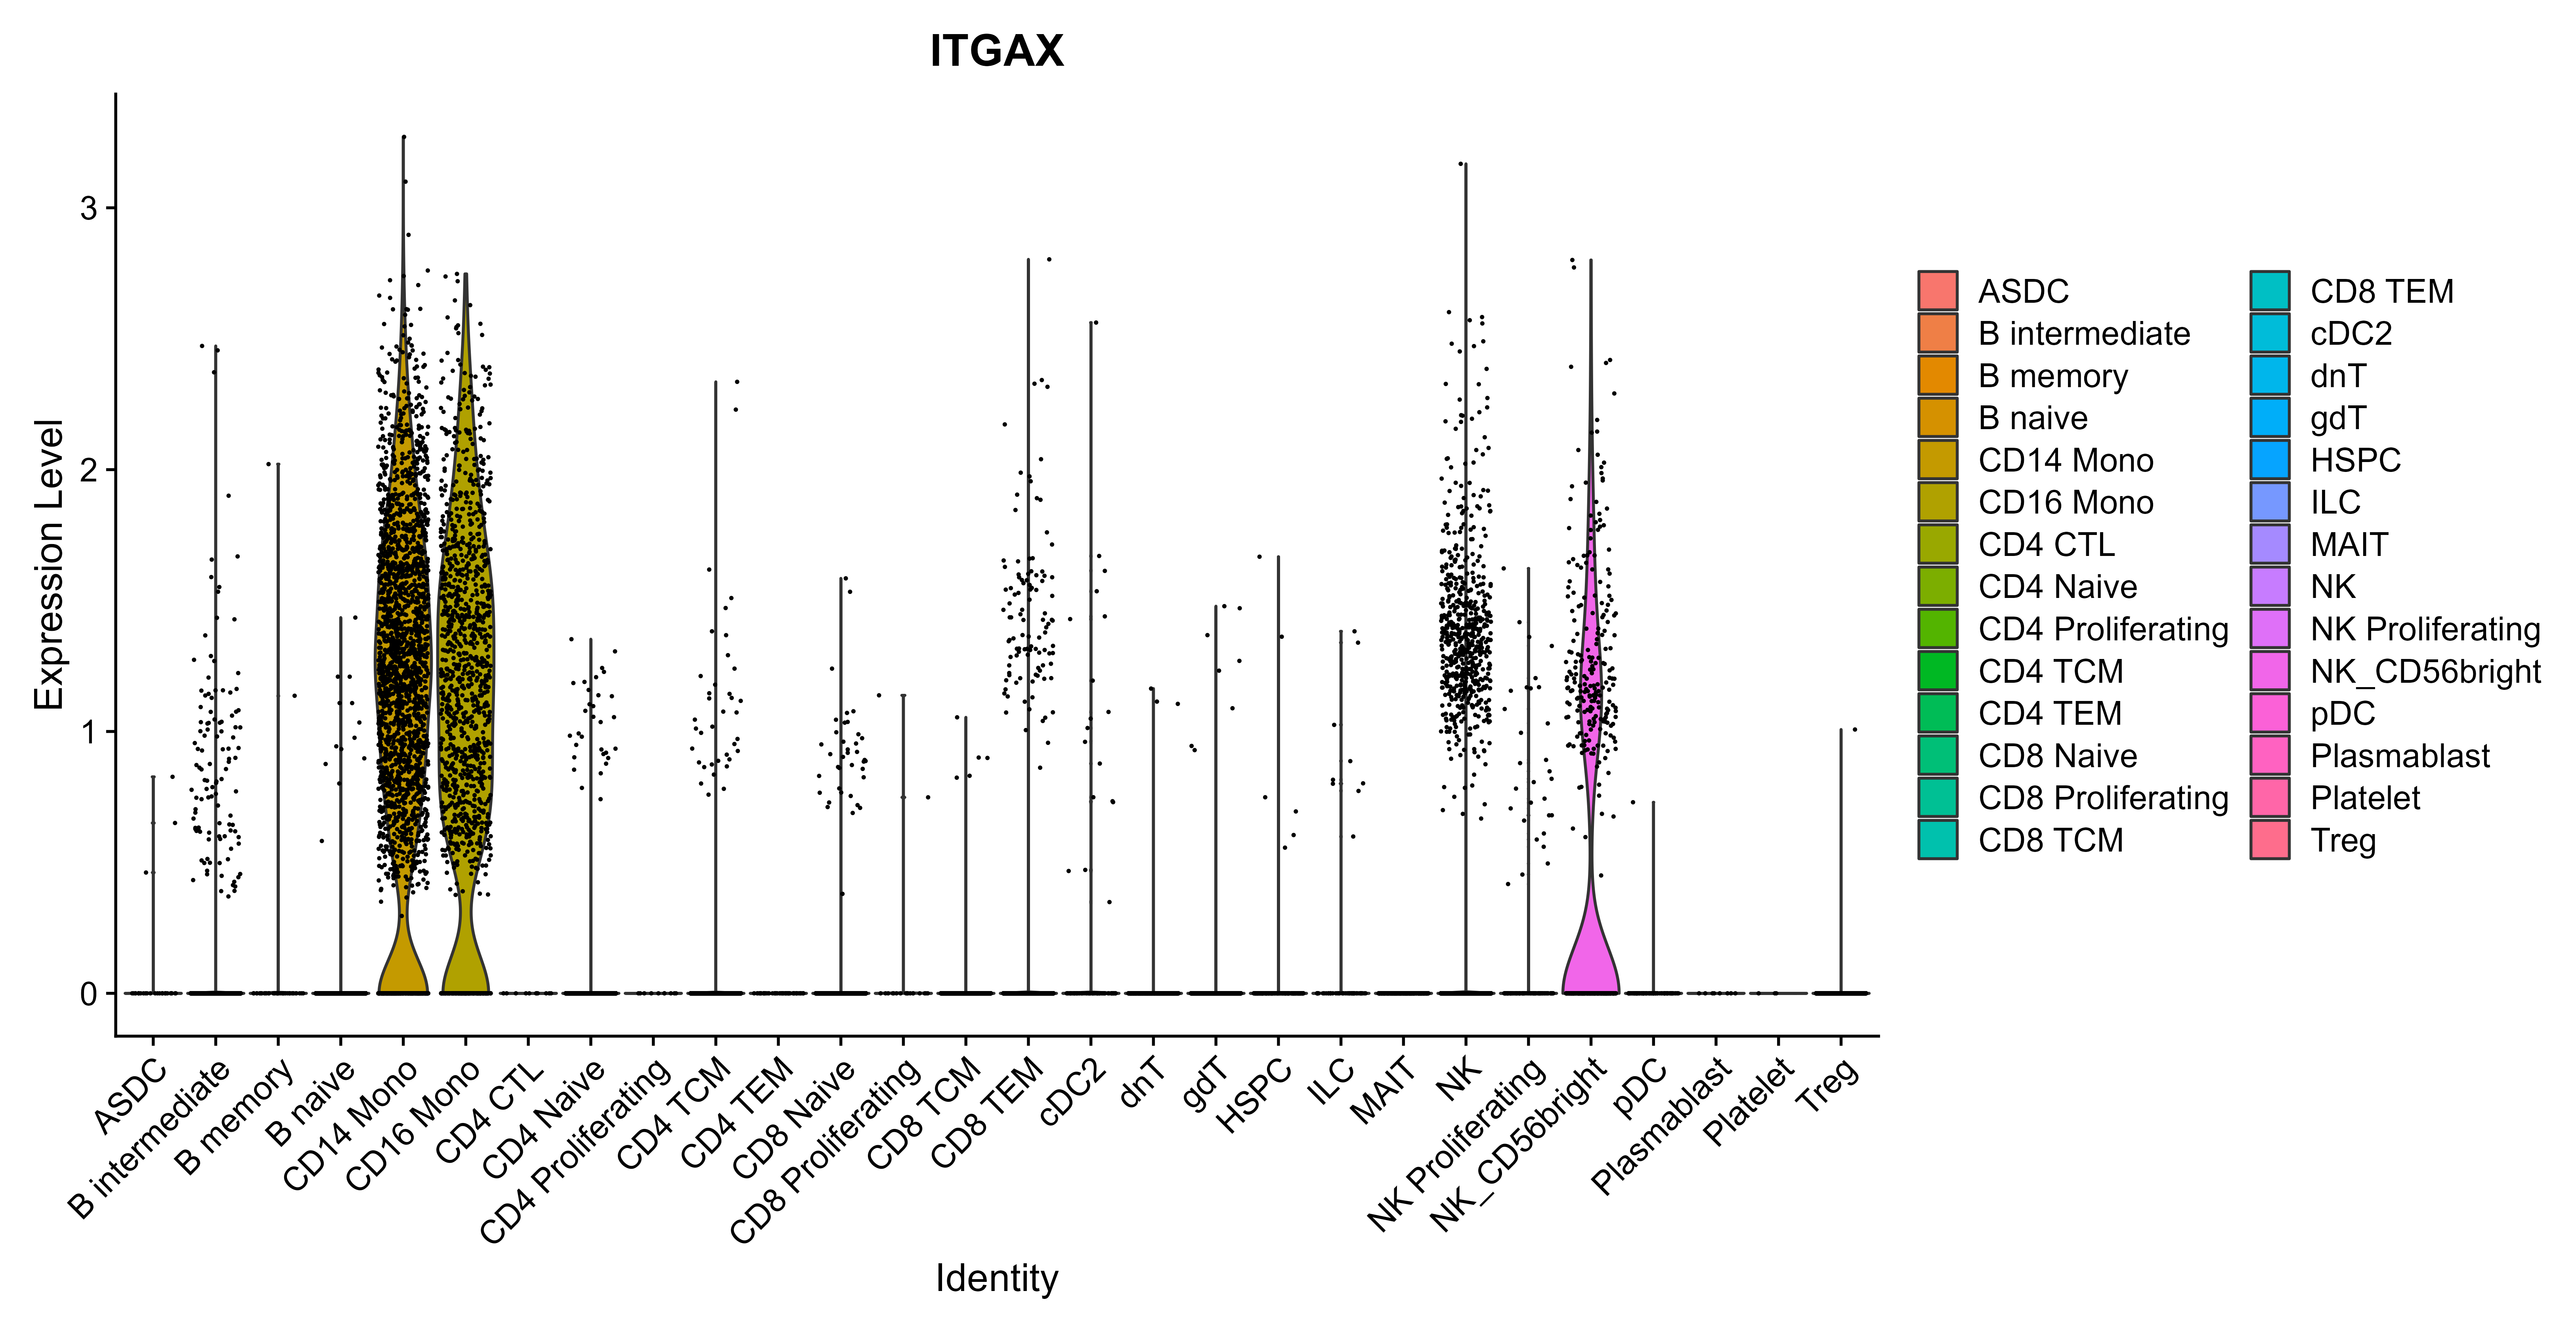 ITGAX
Expression Level
3
2
1
0
ASDC
B intermediate
B memory
B naive
CD14 Mono
CD16 Mono
CD4 CTL
CD4 Naive
CD4 Proliferating
CD4 TCM
CD4 TEM
CD8 Naive
CD8 Proliferating
CD8 TCM
CD8 TEM
cDC2
dnT
gdT
HSPC
ILC
MAIT
NK
NK Proliferating
NK_CD56bright
pDC
Plasmablast
Platelet
Treg
Identity
ASDC
B intermediate
B memory
B naive
CD14 Mono
CD16 Mono
CD4 CTL
CD4 Naive
CD4 Proliferating
CD4 TCM
CD4 TEM
CD8 Naive
CD8 Proliferating
CD8 TCM
CD8 TEM
cDC2
dnT
gdT
HSPC
ILC
MAIT
NK
NK Proliferating
NK_CD56bright
pDC
Plasmablast
Platelet
Treg